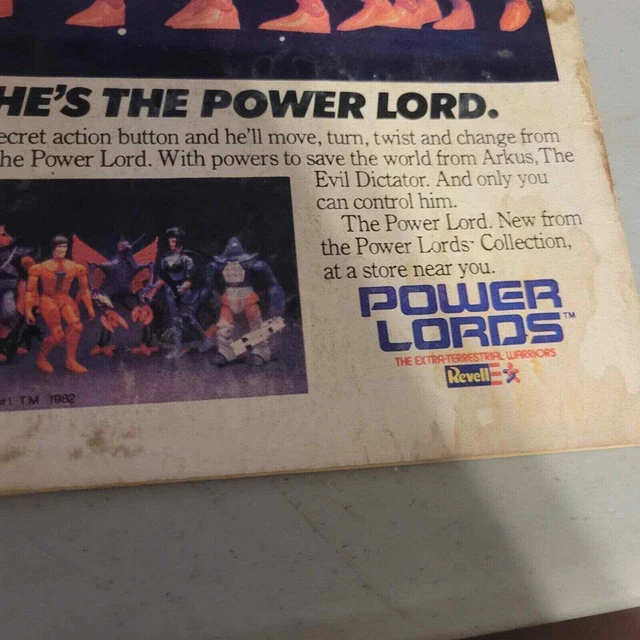 HE'S THE POWER LORD.
ecret action button and he'll move, turn, twist and change from
he Power Lord. With powers to save the world from Arkus, The
Evil Dictator. And only you
can control him.
The Power Lord. New from
the Power Lords™ Collection,
at a store near you.
POWER
LORDS™
THE EXTRA-TERRESTRIAL WARRIORS
Revell
TM 1982